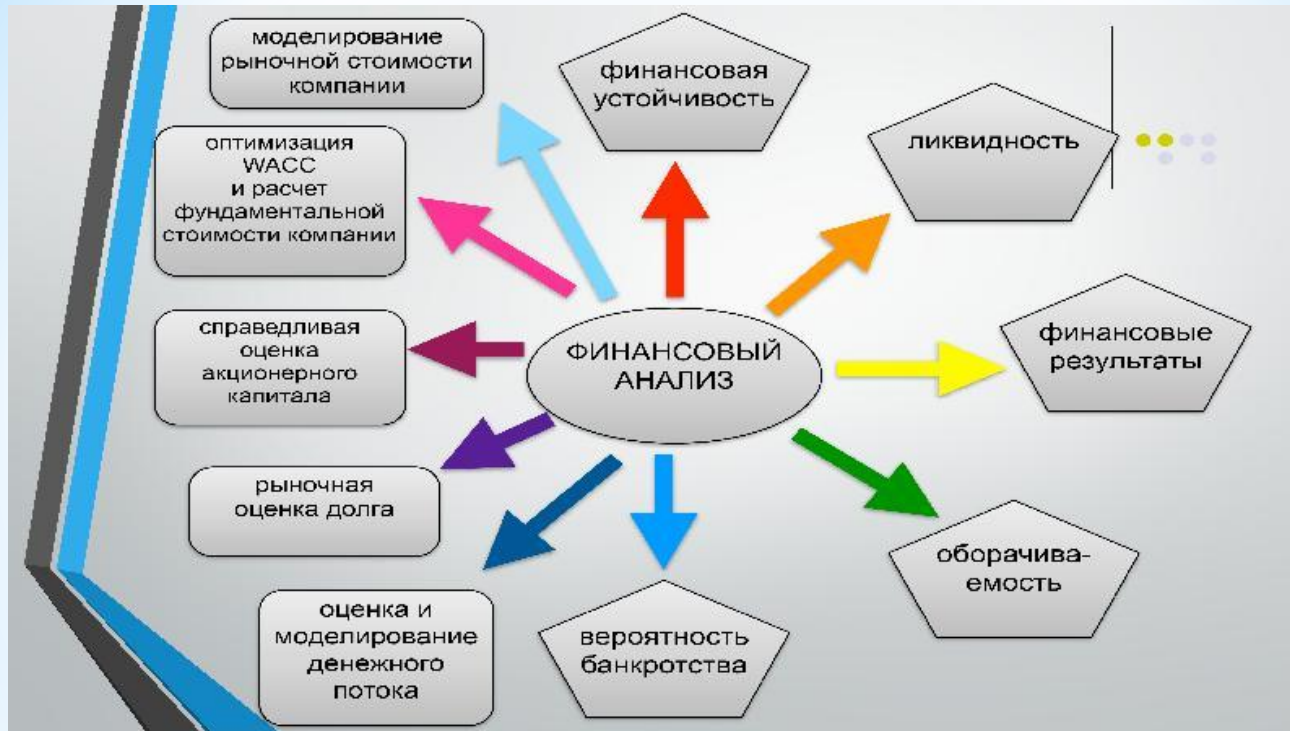 моделирование
рыночной стоимости
компании
финансовая
устойчивость
ликвидность
оптимизация
WACC
и расчет
фундаментальной
стоимости компании
справедливая
оценка
акционерного
капитала
ФИНАНСОВЫЙ
АНАЛИЗ
финансовые
результаты
рыночная
оценка долга
оборачива-
емость
оценка и
моделирование
денежного
потока
вероятность
банкротства